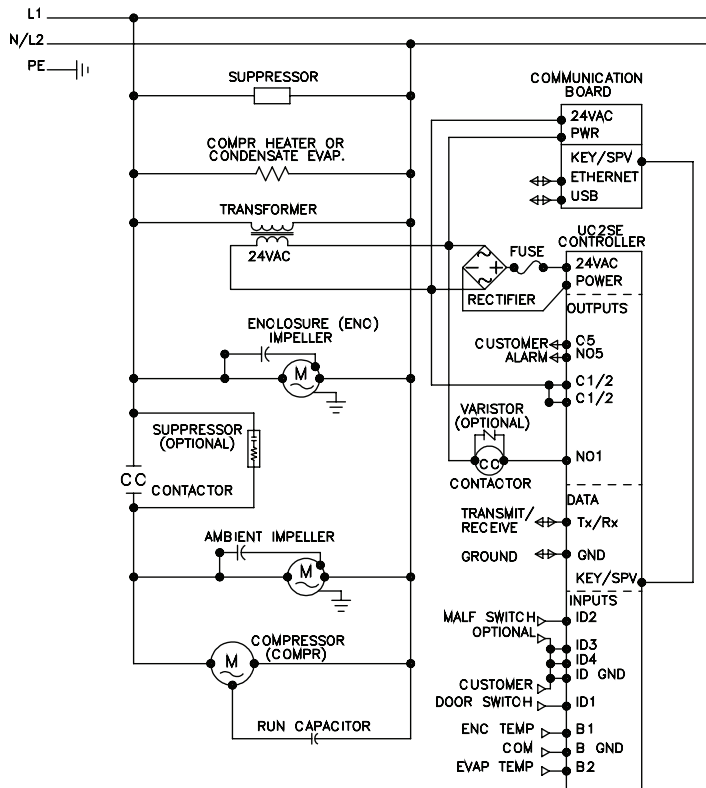 L1
N/L2
PE
SUPPRESSOR
COMPR HEATER OR
CONDENSATE EVAP.
TRANSFORMER
24VAC
COMMUNICATION
BOARD
24VAC
PWR
KEY/SPV
ETHERNET
USB
UC2SE
CONTROLLER
FUSE
24VAC
POWER
RECTIFIER
OUTPUTS
ENCLOSURE (ENC)
IMPELLER
M
CUSTOMER
ALARM
C5
NO5
C1/2
C1/2
SUPPRESSOR
(OPTIONAL)
CC
CONTACTOR
VARISTOR
(OPTIONAL)
CC
CONTACTOR
NO1
DATA
TRANSMIT/
RECEIVE
Tx/Rx
GROUND
GND
KEY/SPV
AMBIENT IMPELLER
M
INPUTS
MALF SWITCH
ID2
OPTIONAL
ID3
ID4
ID GND
CUSTOMER
DOOR SWITCH
ID1
COMPRESSOR
(COMPR)
M
RUN CAPACITOR
ENC TEMP
B1
COM
B GND
EVAP TEMP
B2